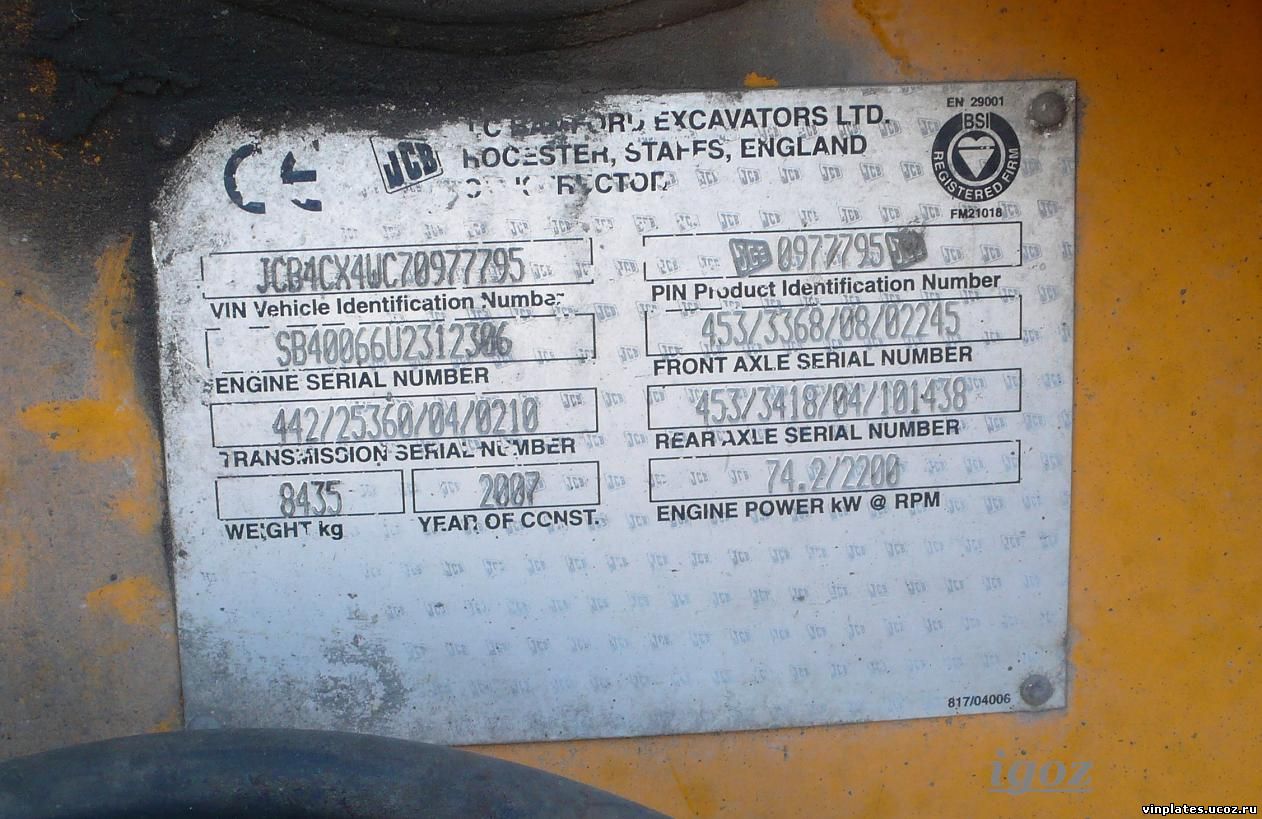 EN 29001
BSI
REGISTERED FIRM
FM21018
CE
JCB
EXCAVATORS LTD.
ROCESTER, STAFFS, ENGLAND
JCB4CX4WC70977795
VIN Vehicle Identification Number
JCB 0977795 JCB
PIN Product Identification Number
SB40066U2312306
ENGINE SERIAL NUMBER
453/3368/08/02245
FRONT AXLE SERIAL NUMBER
442/25360/04/0210
TRANSMISSION SERIAL NUMBER
453/3418/04/101438
REAR AXLE SERIAL NUMBER
8435
WEIGHT kg
2007
YEAR OF CONST.
74.2/2200
ENGINE POWER kW @ RPM
817/04006
igoz
vinplates.ucoz.ru